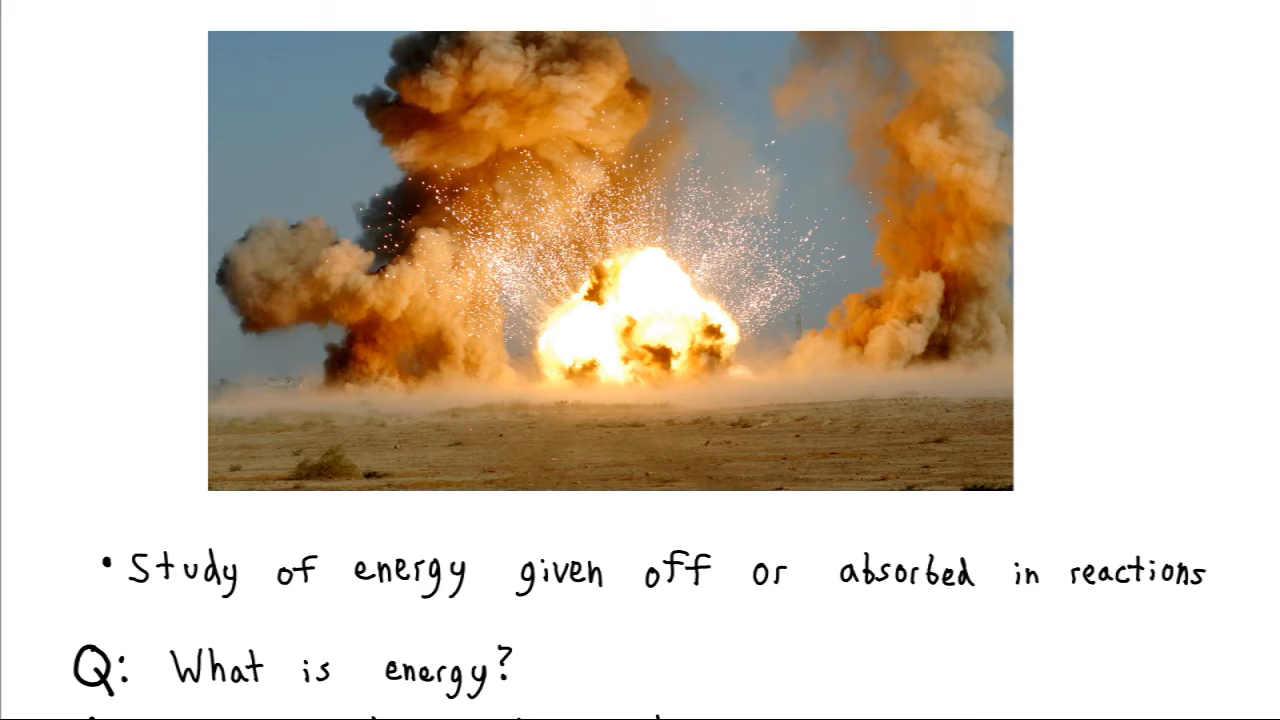 • Study of energy given off or absorbed in reactions
Q: What is energy?